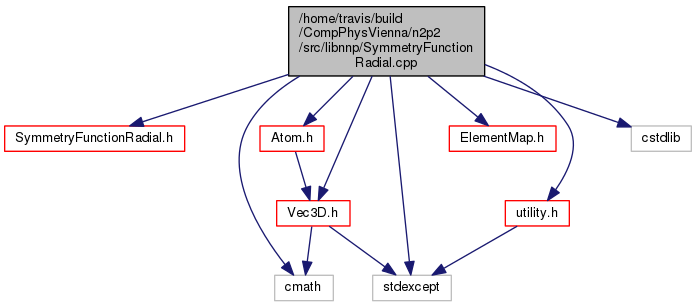 /home/travis/build
/CompPhysVienna/n2p2
/src/libnnp/SymmetryFunction
Radial.cpp
SymmetryFunctionRadial.h
Atom.h
ElementMap.h
cstdlib
Vec3D.h
utility.h
cmath
stdexcept